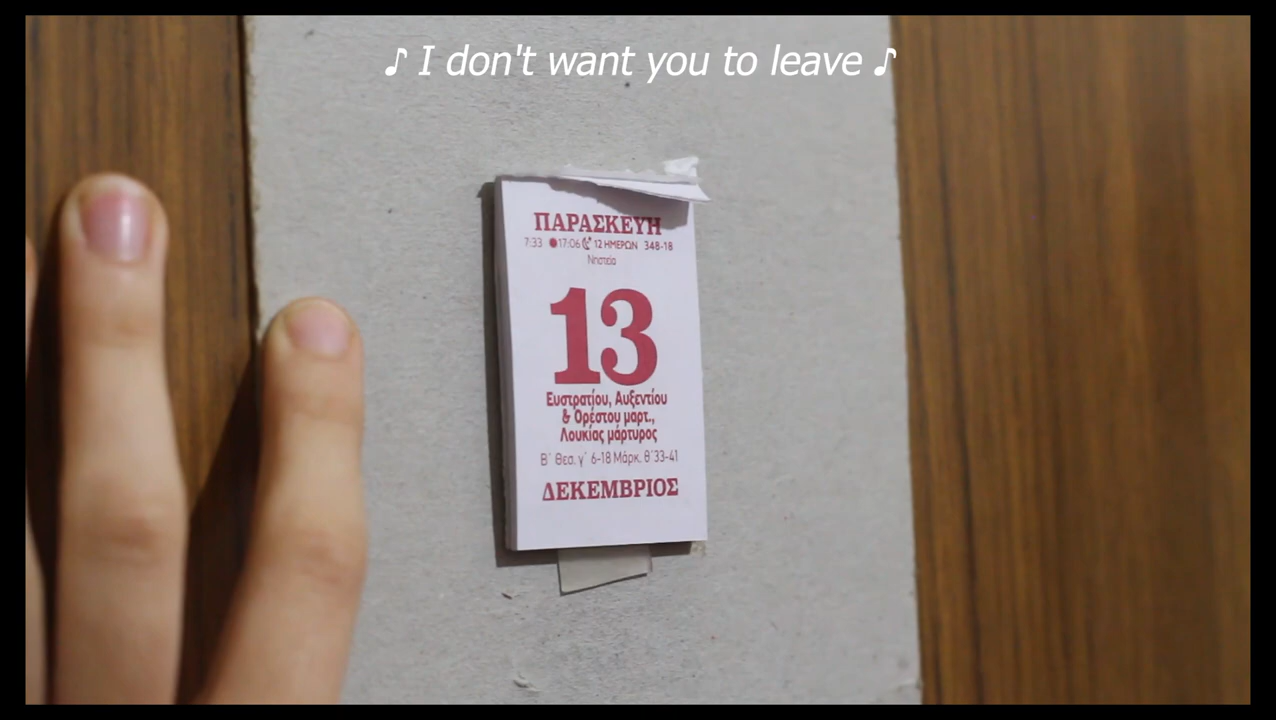 ♪ I don't want you to leave ♪
ΠΑΡΑΣΚΕΥΗ
7:33 17:06 12 ΗΜΕΡΩΝ 348-18
Νηστεία
13
Ευστρατίου, Αυξεντίου
& Ορέστου μαρτ.,
Λουκίας μάρτυρος
Β΄ Θεσ. γ΄ 6-18 Μάρκ. θ΄33-41
ΔΕΚΕΜΒΡΙΟΣ